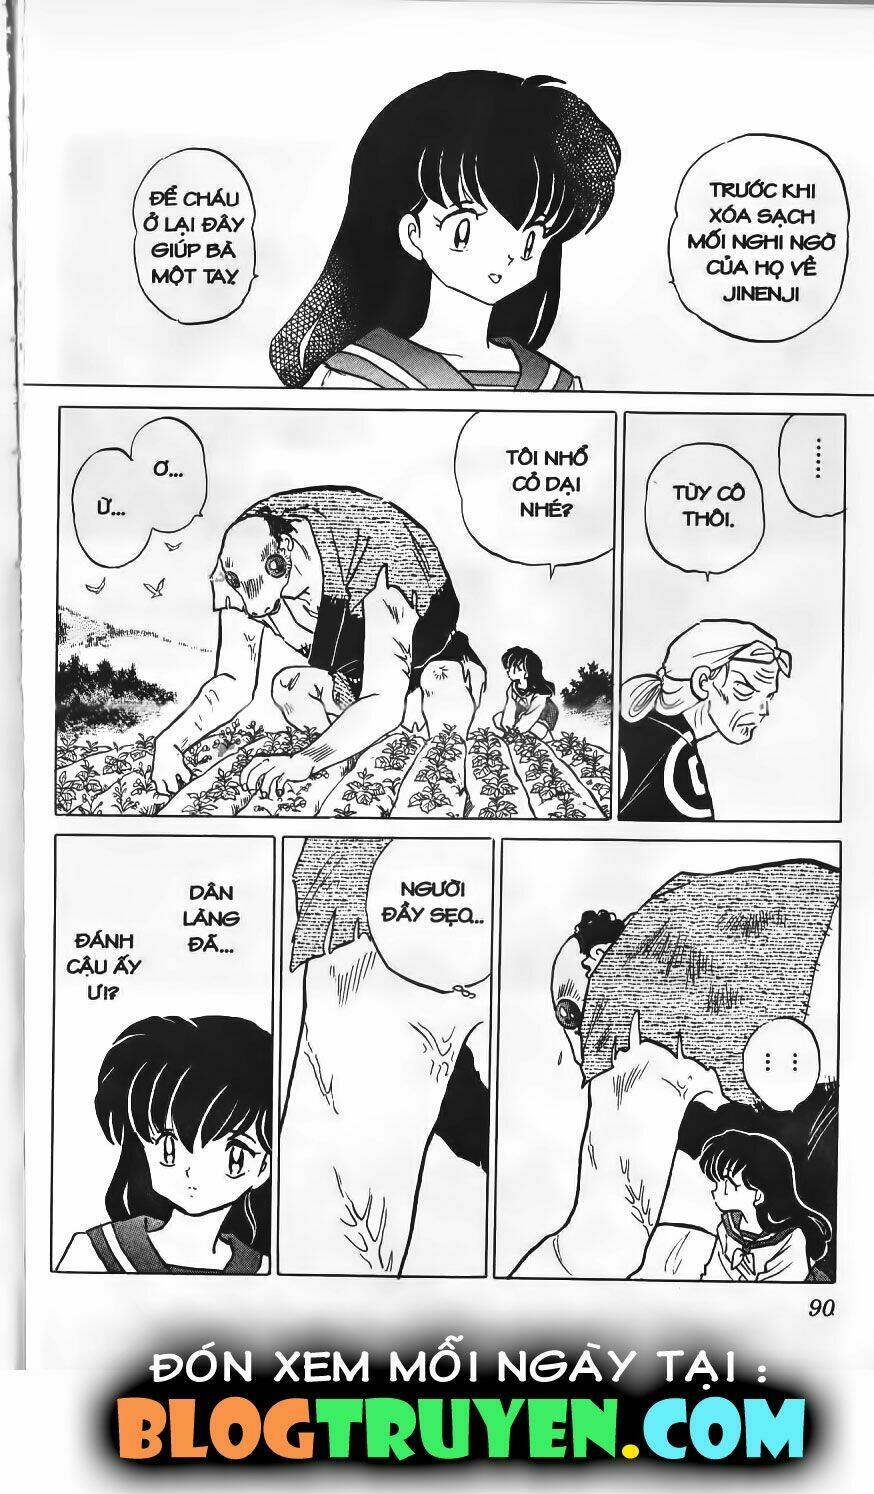 TRƯỚC KHI
XÓA SẠCH
MỐI NGHI NGỜ
CỦA HỌ VỀ
JINENJI
ĐỂ CHÁU
Ở LẠI ĐÂY
GIÚP BÀ
MỘT TAY.
........
TÙY CÔ
THÔI.
TÔI NHỔ
CỎ DẠI
NHÉ?
Ơ...
Ừ...
... ...
NGƯỜI
ĐẦY SẸO...
DÂN
LÀNG
ĐÃ...
ĐÁNH
CẬU ẤY
ƯI?
90
ĐÓN XEM MỖI NGÀY TẠI :
BLOGTRUYEN.COM